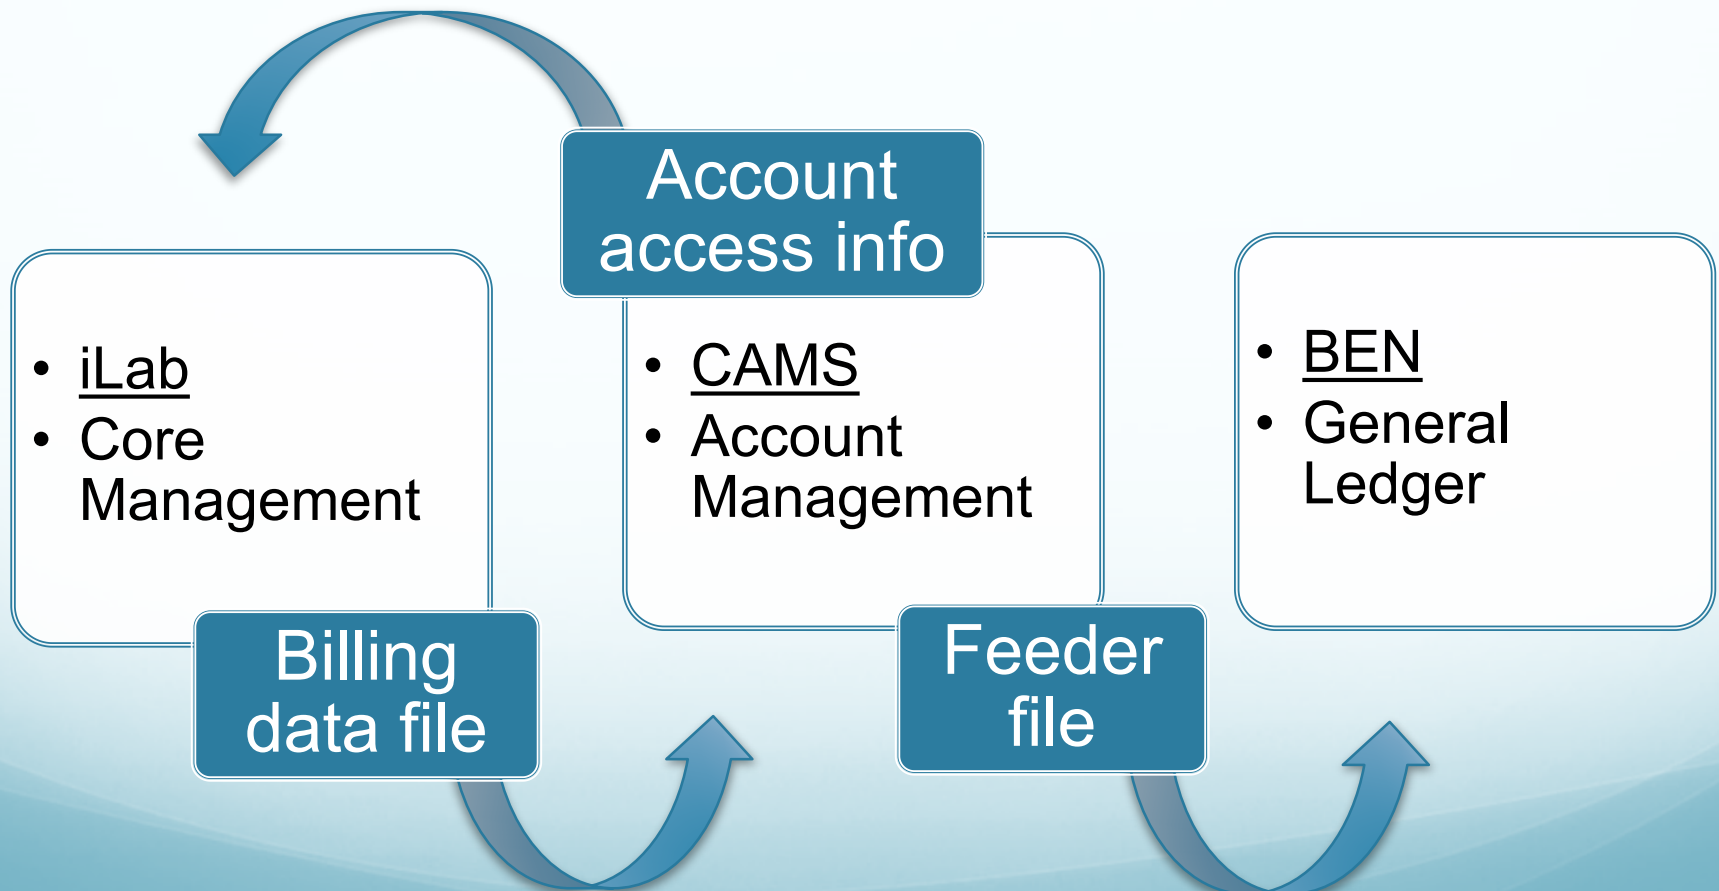 Account
access info
• iLab
• Core
Management
Billing
data file
• CAMS
• Account
Management
Feeder
file
• BEN
• General
Ledger